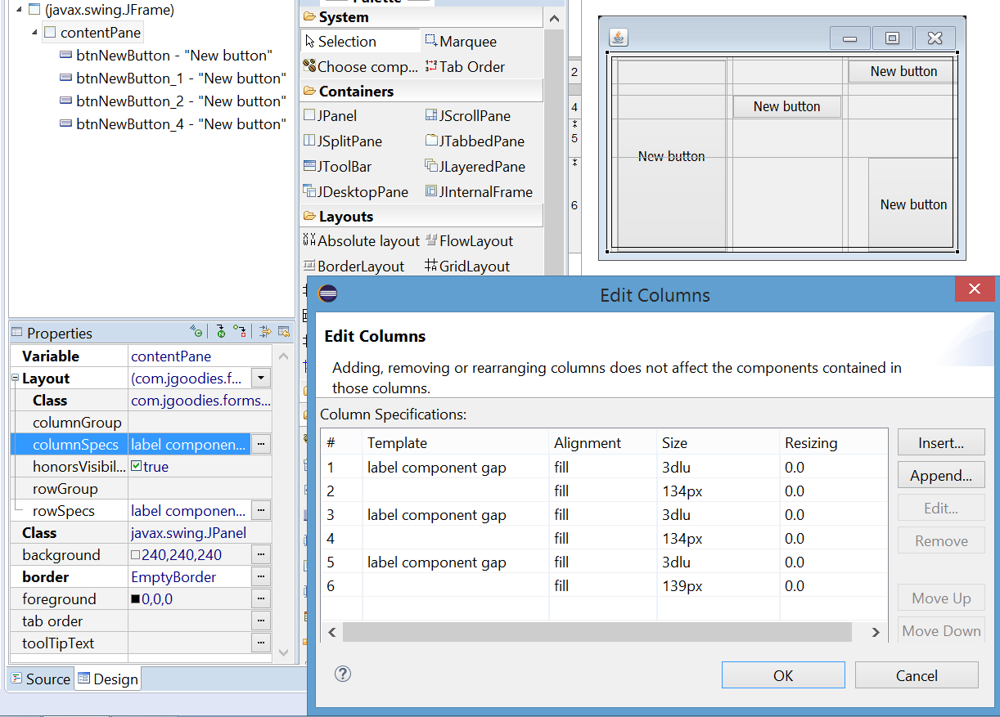 (javax.swing.JFrame)
contentPane
btnNewButton - "New button"
btnNewButton_1 - "New button"
btnNewButton_2 - "New button"
btnNewButton_4 - "New button"
Properties
Variable contentPane
Layout (com.jgoodies.f...
Class com.jgoodies.forms...
columnGroup
columnSpecs label componen... ...
honorsVisibil... true
rowGroup
rowSpecs label componen... ...
Class javax.swing.JPanel
background 240,240,240 ...
border EmptyBorder ...
foreground 0,0,0 ...
tab order ...
toolTipText ...
Source Design
Palette
System
Selection Marquee
Choose comp... Tab Order
Containers
JPanel JScrollPane
JSplitPane JTabbedPane
JToolBar JLayeredPane
JDesktopPane JInternalFrame
Layouts
Absolute layout FlowLayout
BorderLayout GridLayout
2
4
5
6
New button
New button
New button
New button
Edit Columns
Edit Columns
Adding, removing or rearranging columns does not affect the components contained in
those columns.
Column Specifications:
# Template Alignment Size Resizing
1 label component gap fill 3dlu 0.0
2 fill 134px 0.0
3 label component gap fill 3dlu 0.0
4 fill 134px 0.0
5 label component gap fill 3dlu 0.0
6 fill 139px 0.0
Insert...
Append...
Edit...
Remove
Move Up
Move Down
OK Cancel